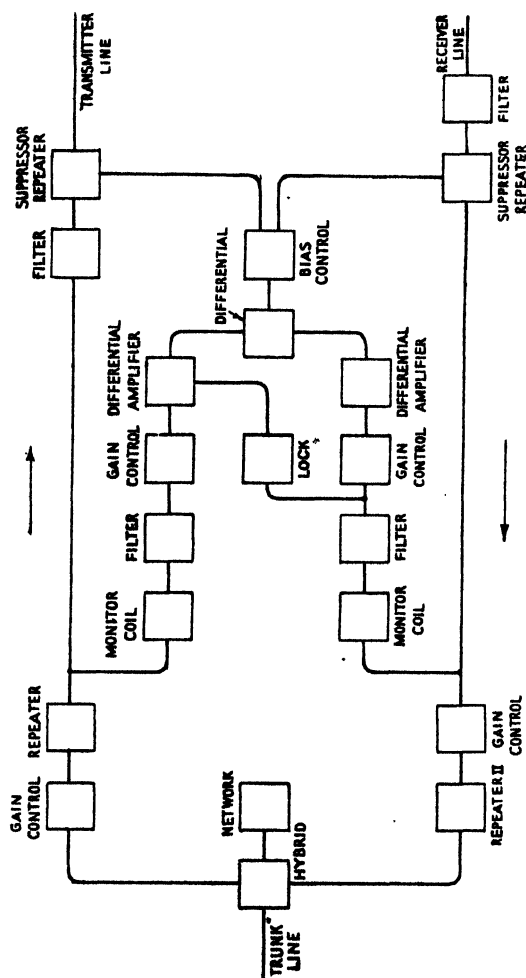 TRANSMITTER
LINE
SUPPRESSOR
REPEATER
FILTER
REPEATER
GAIN
CONTROL
DIFFERENTIAL
DIFFERENTIAL
AMPLIFIER
GAIN
CONTROL
FILTER
MONITOR
COIL
BIAS
CONTROL
LOCK
NETWORK
HYBRID
TRUNK
LINE
DIFFERENTIAL
AMPLIFIER
GAIN
CONTROL
FILTER
MONITOR
COIL
RECEIVER
LINE
FILTER
SUPPRESSOR
REPEATER
GAIN
CONTROL
REPEATER II